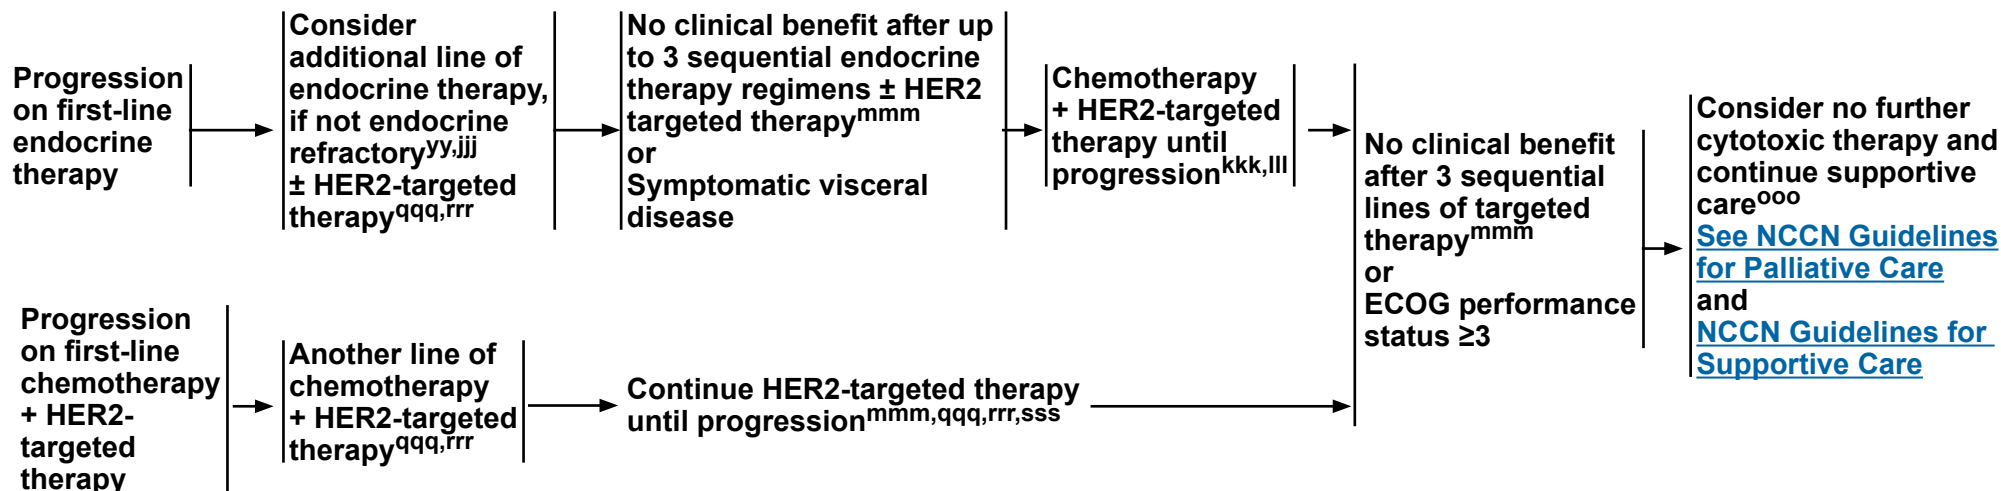 Progression
on first-line
endocrine
therapy
Consider
additional line of
endocrine therapy,
if not endocrine
refractoryyy,jjj
± HER2-targeted
therapyqqq,rrr
No clinical benefit after up
to 3 sequential endocrine
therapy regimens ± HER2
targeted therapymmm
or
Symptomatic visceral
disease
Chemotherapy
+ HER2-targeted
therapy until
progressionkkk,lll
No clinical benefit
after 3 sequential
lines of targeted
therapymmm
or
ECOG performance
status ≥3
Consider no further
cytotoxic therapy and
continue supportive
careooo
See NCCN Guidelines
for Palliative Care
and
NCCN Guidelines for
Supportive Care
Progression
on first-line
chemotherapy
+ HER2-
targeted
therapy
Another line of
chemotherapy
+ HER2-targeted
therapyqqq,rrr
Continue HER2-targeted therapy
until progressionmmm,qqq,rrr,sss